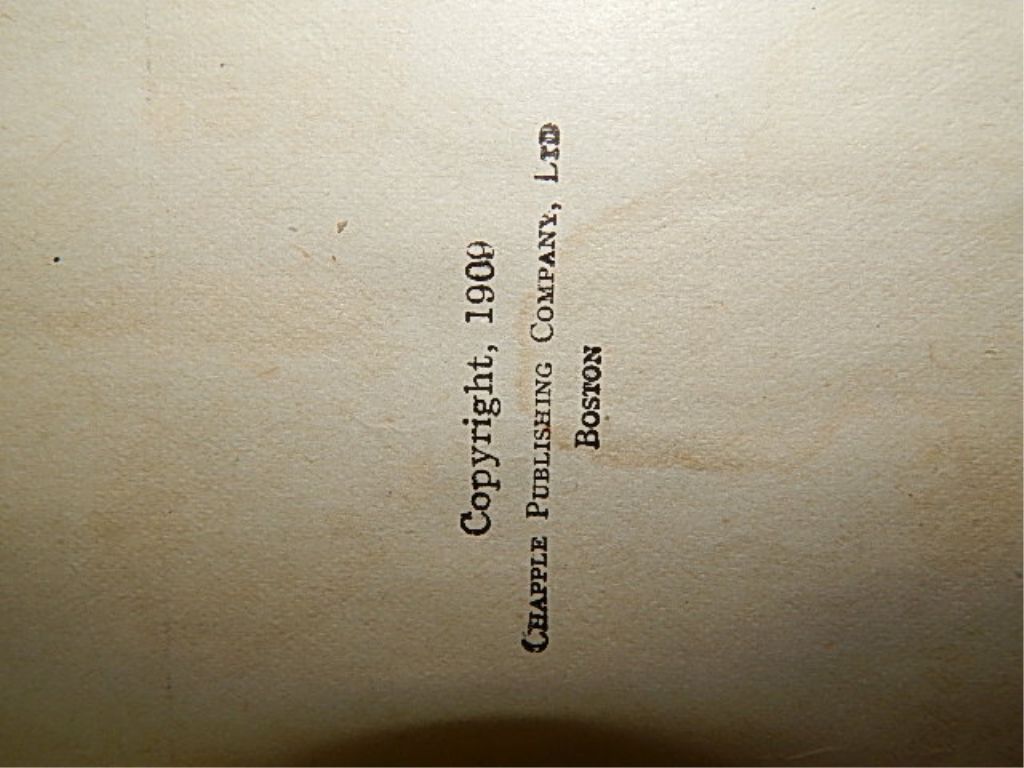 Copyright, 1909
Chapple Publishing Company, Ltd
Boston